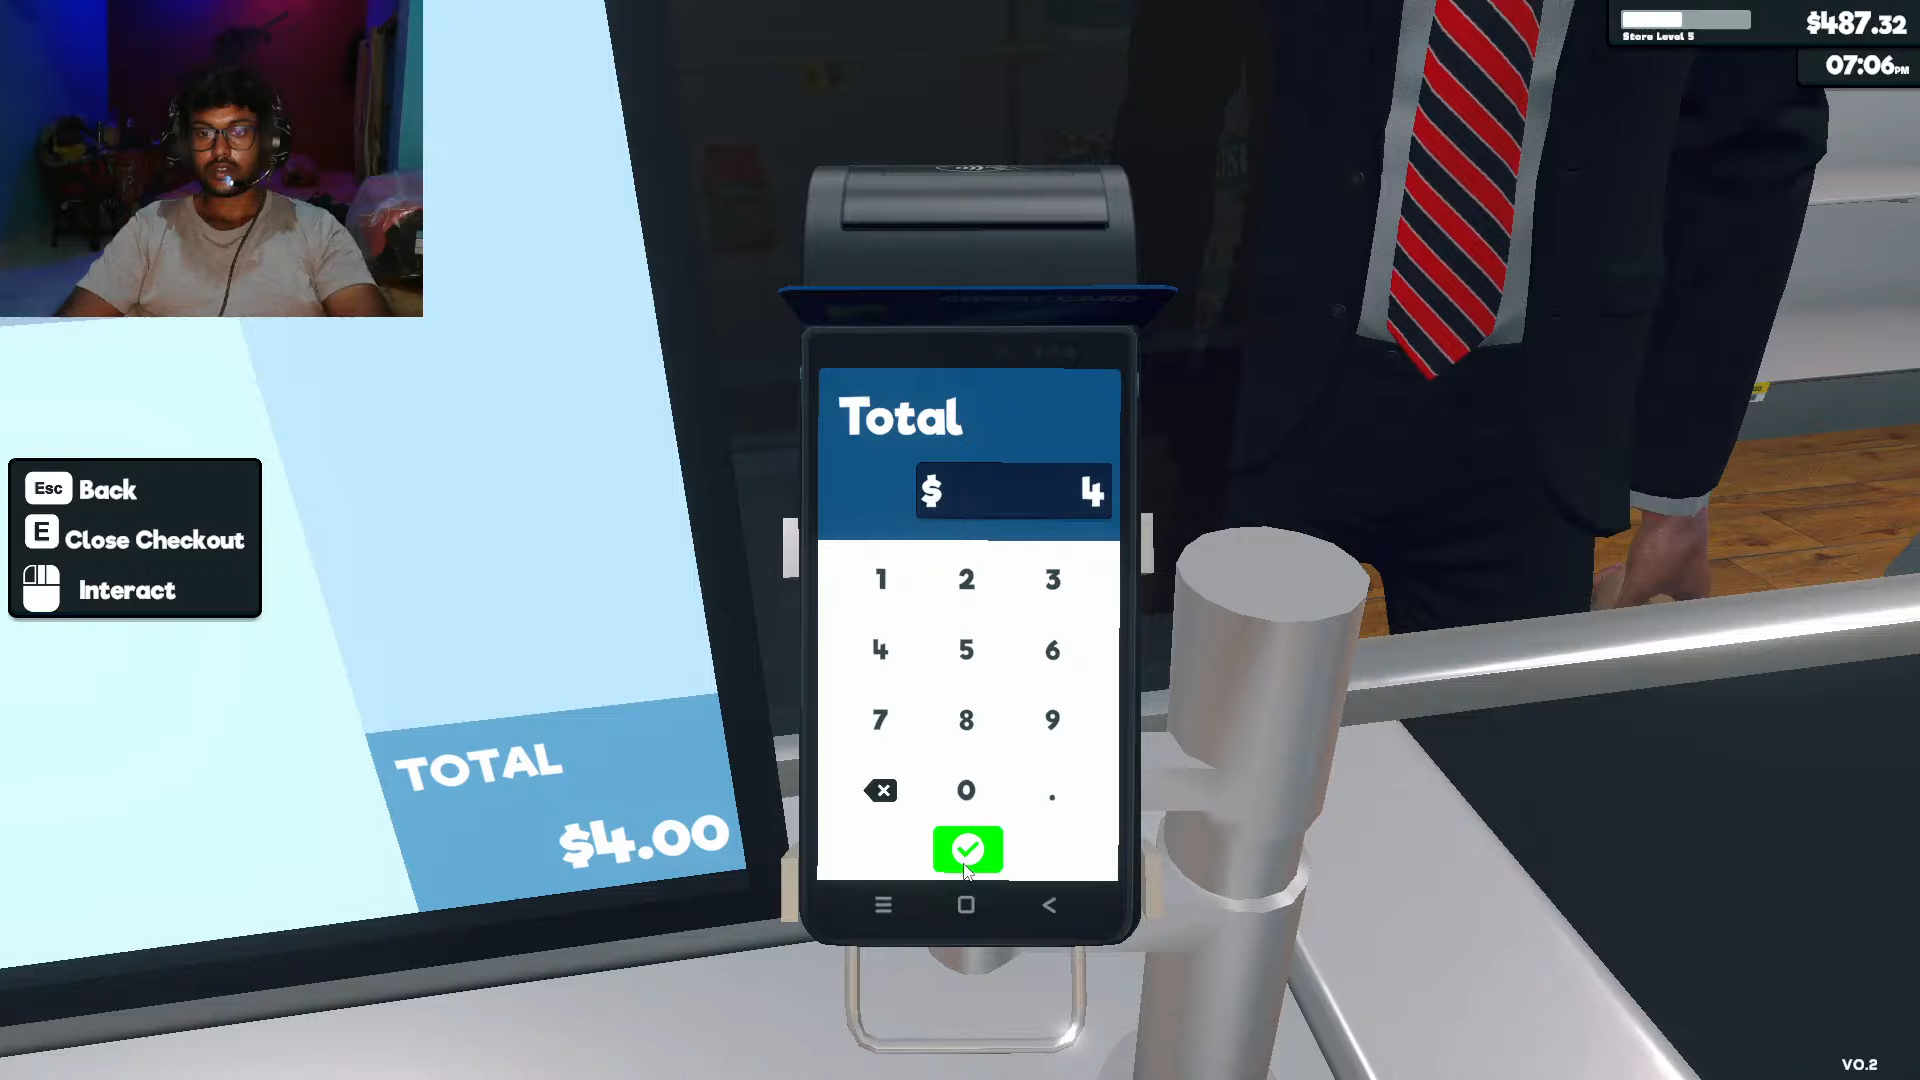 $487.32
Store Level 5
07:06PM
Total
$ 4
1 2 3
4 5 6
7 8 9
0 .
Esc Back
E Close Checkout
Interact
TOTAL
$4.00
V0.2